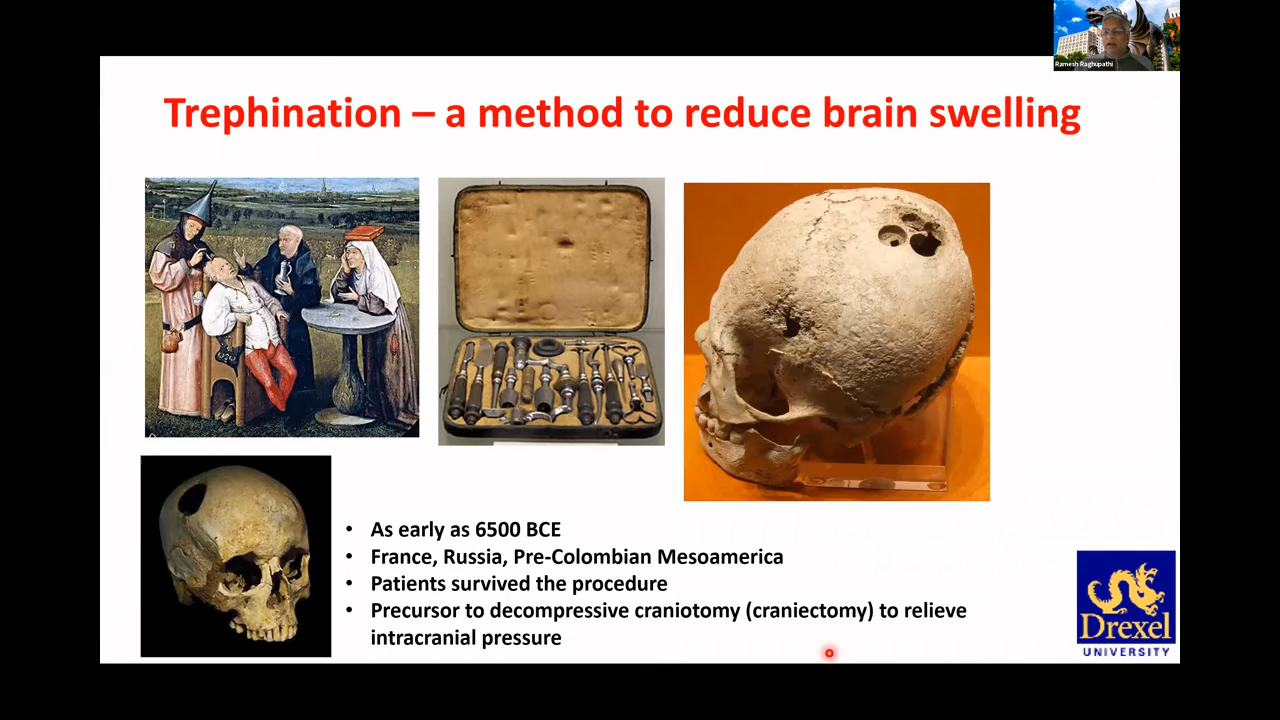 Ramesh Raghupathi
Trephination – a method to reduce brain swelling
• As early as 6500 BCE
• France, Russia, Pre-Colombian Mesoamerica
• Patients survived the procedure
• Precursor to decompressive craniotomy (craniectomy) to relieve
intracranial pressure
Drexel
UNIVERSITY